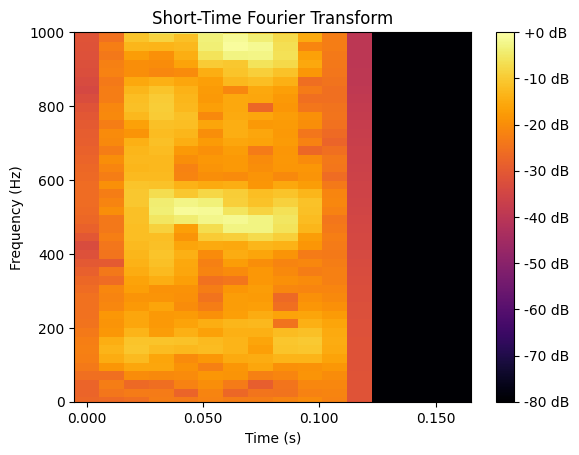 Short-Time Fourier Transform
Frequency (Hz)
1000
800
600
400
200
0
0.000
0.050
0.100
0.150
Time (s)
+0 dB
-10 dB
-20 dB
-30 dB
-40 dB
-50 dB
-60 dB
-70 dB
-80 dB